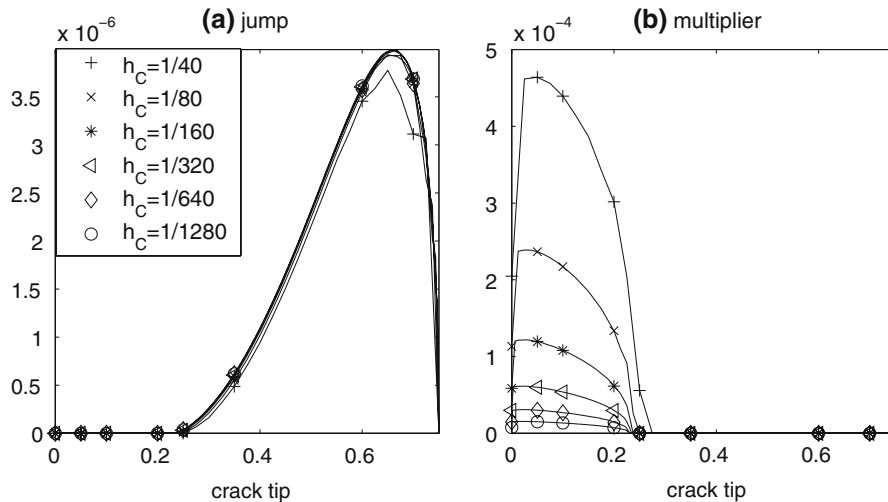 (a) jump
x 10^-6
3.5
3
2.5
2
1.5
1
0.5
0
0
0.2
0.4
0.6
crack tip
h_C=1/40
h_C=1/80
h_C=1/160
h_C=1/320
h_C=1/640
h_C=1/1280
(b) multiplier
x 10^-4
5
4
3
2
1
0
0
0.2
0.4
0.6
crack tip